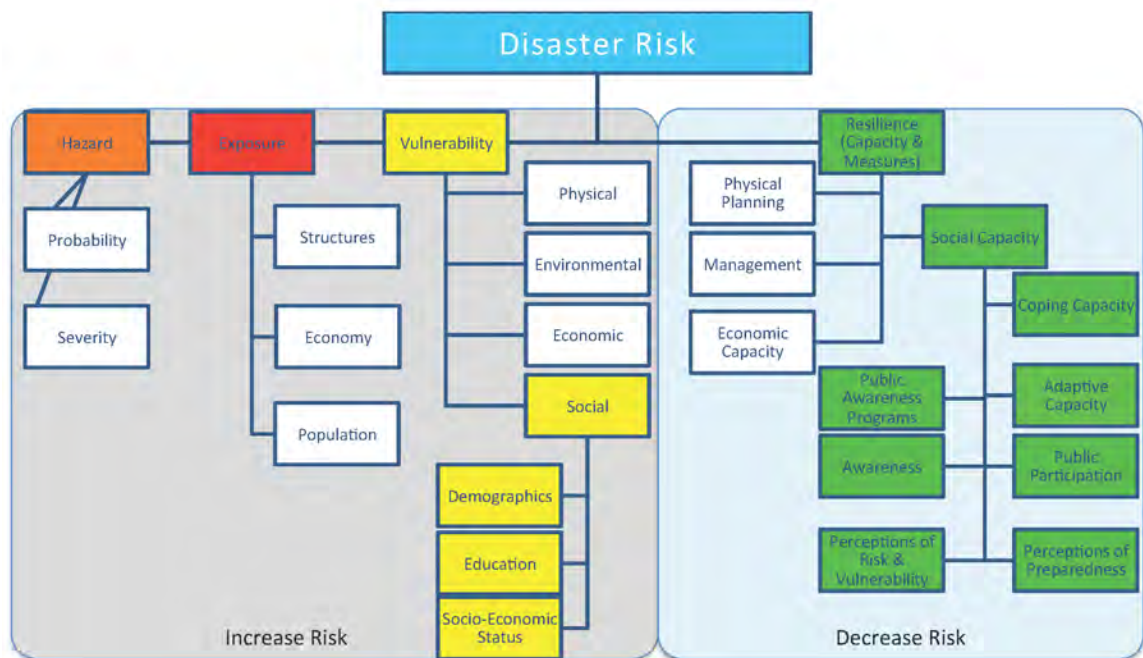 Disaster Risk
Hazard
Probability
Severity
Exposure
Structures
Economy
Population
Vulnerability
Physical
Environmental
Economic
Social
Demographics
Education
Socio-Economic
Status
Increase Risk
Resilience
(Capacity &
Measures)
Physical
Planning
Management
Economic
Capacity
Social Capacity
Coping Capacity
Public
Awareness
Programs
Adaptive
Capacity
Awareness
Public
Participation
Perceptions of
Risk &
Vulnerability
Perceptions of
Preparedness
Decrease Risk